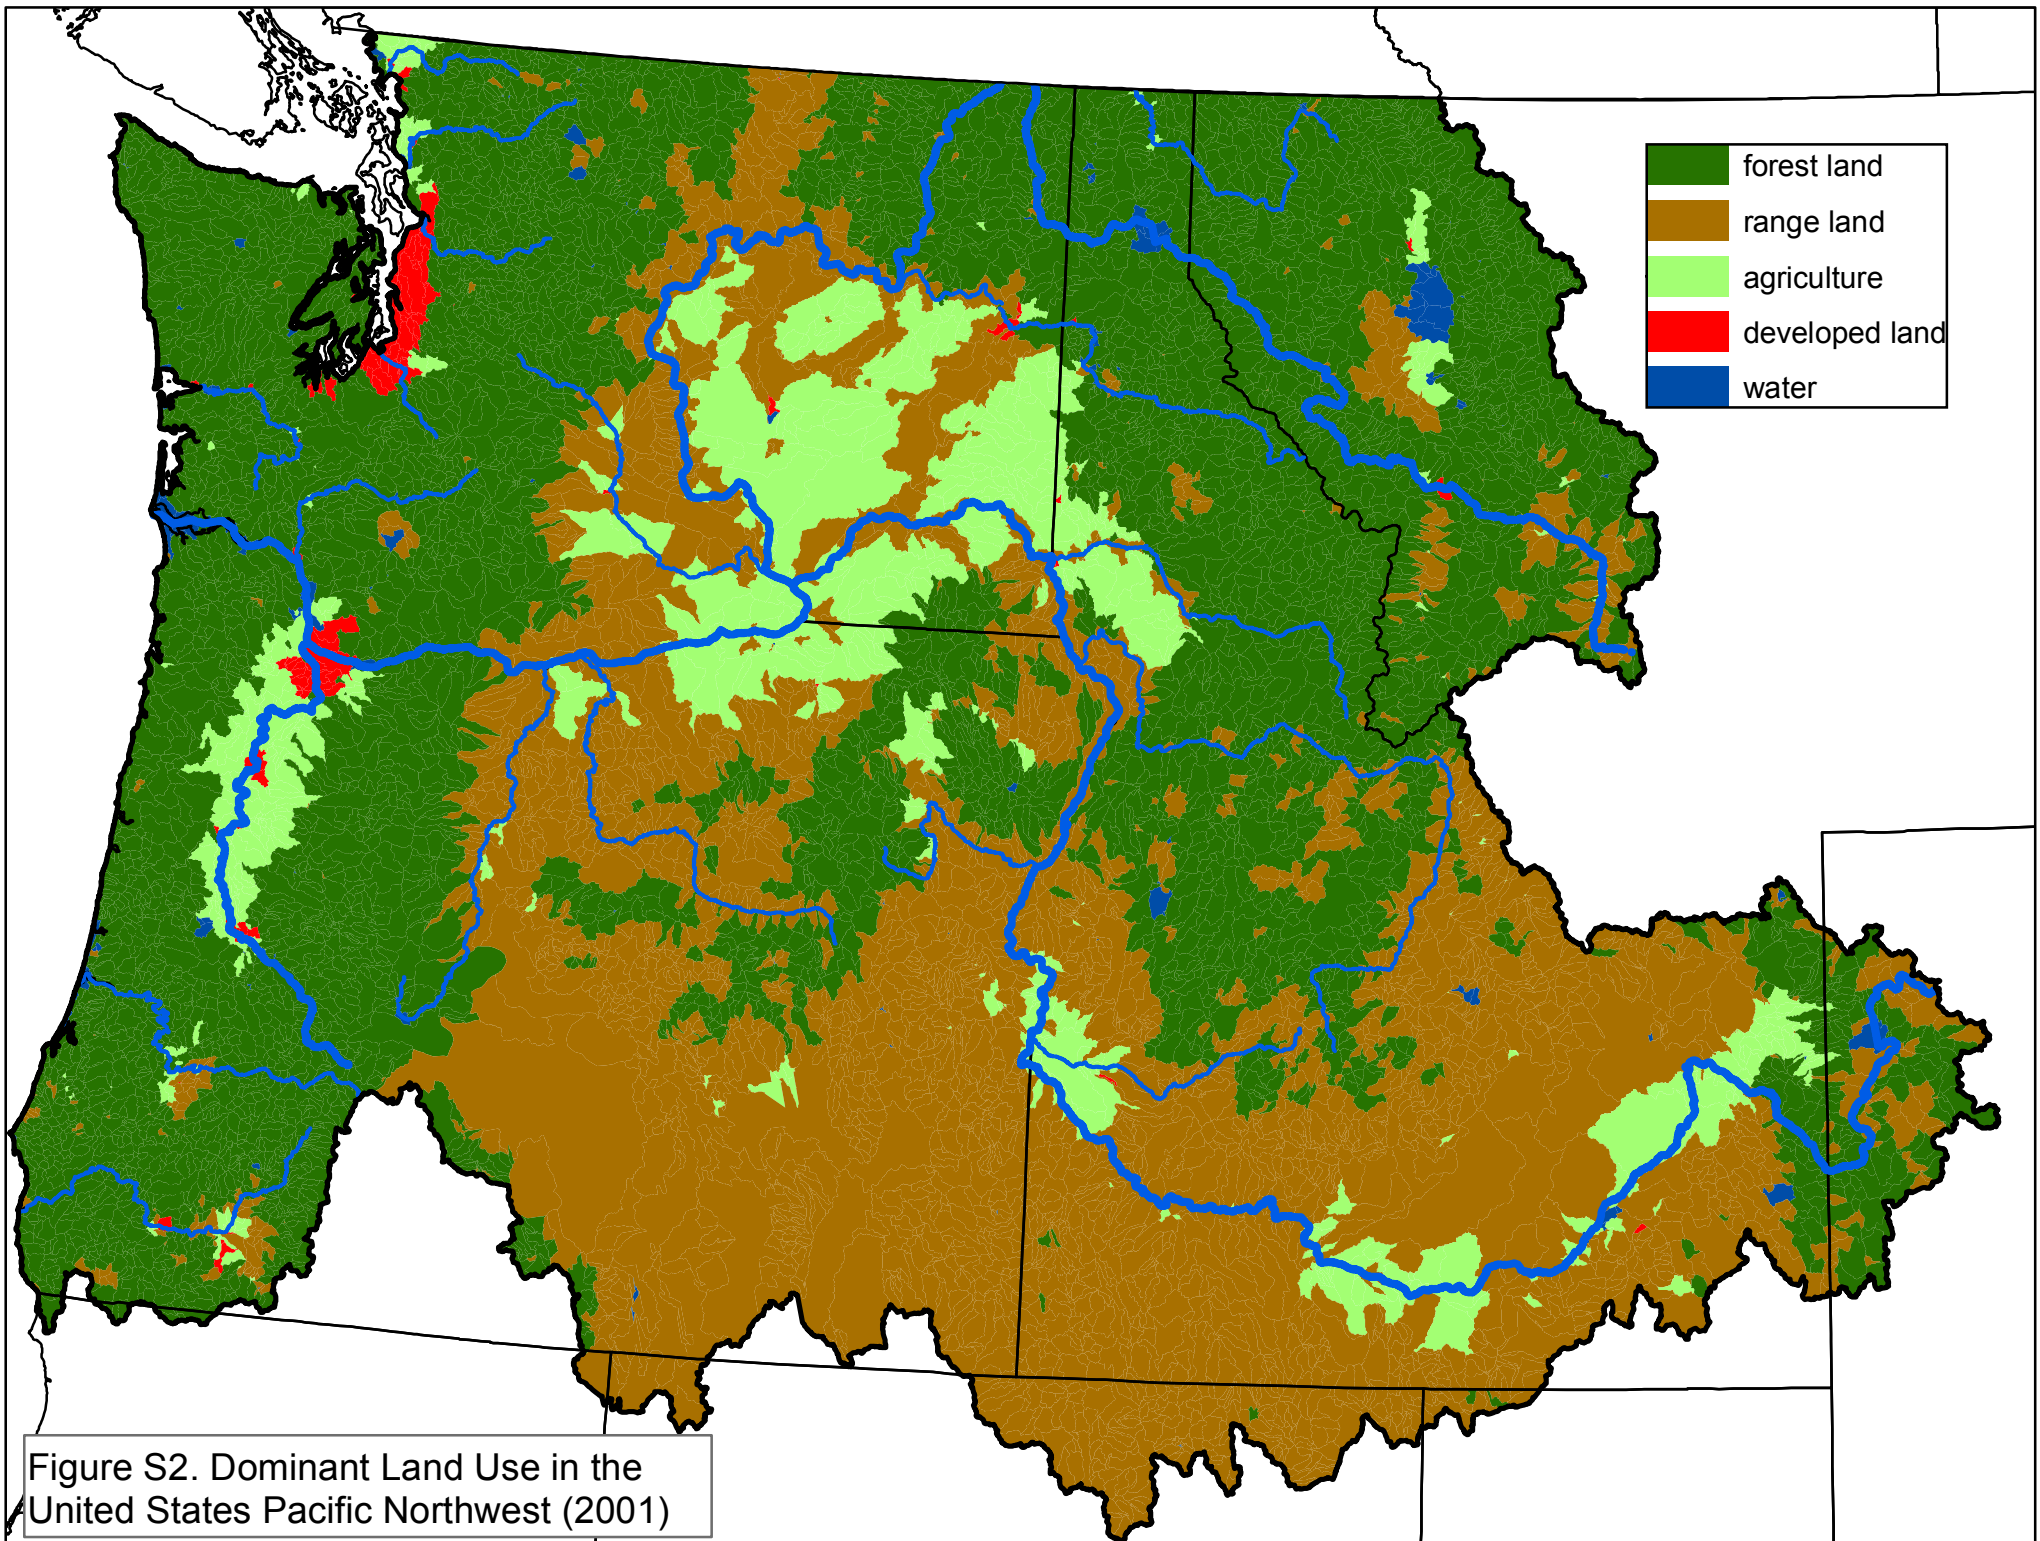 forest land
range land
agriculture
developed land
water
Figure S2. Dominant Land Use in the
United States Pacific Northwest (2001)